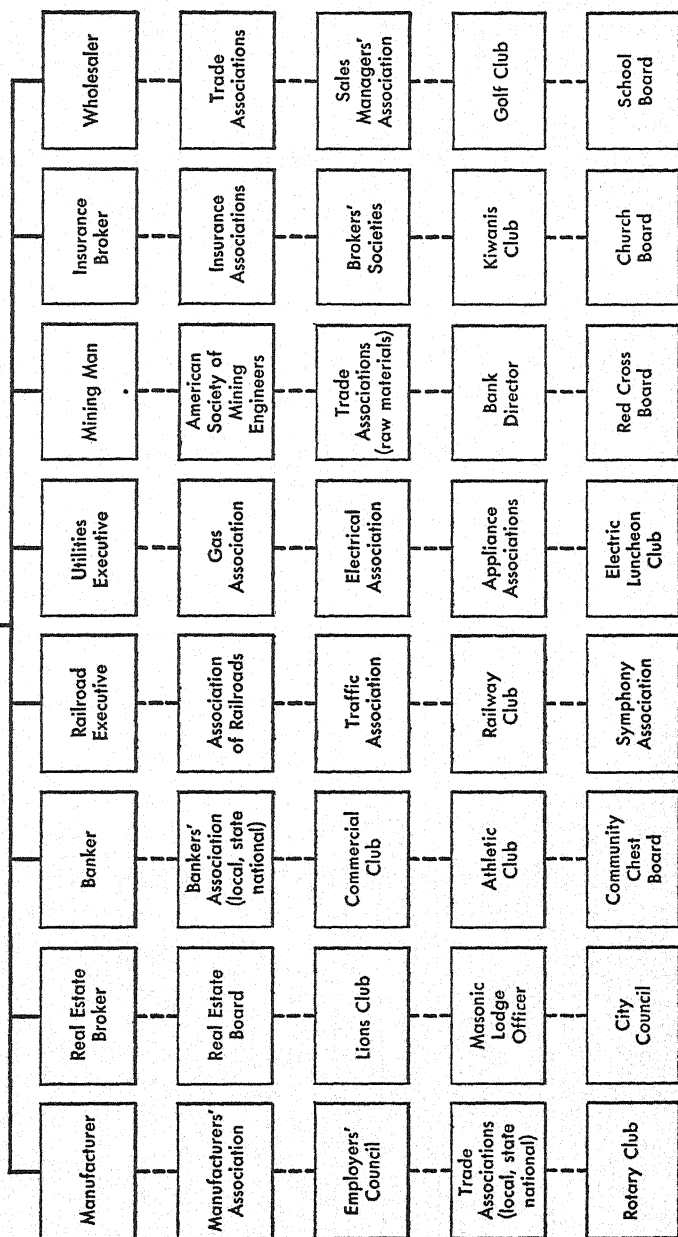 Manufacturer
Real Estate
Broker
Banker
Railroad
Executive
Utilities
Executive
Mining Man
Insurance
Broker
Wholesaler
Manufacturers'
Association
Real Estate
Board
Bankers'
Association
(local, state
national)
Association
of Railroads
Gas
Association
American
Society of
Mining
Engineers
Insurance
Associations
Trade
Associations
Employers'
Council
Lions Club
Commercial
Club
Traffic
Association
Electrical
Association
Trade
Associations
(raw materials)
Brokers'
Societies
Sales
Managers'
Association
Trade
Associations
(local, state
national)
Masonic
Lodge
Officer
Athletic
Club
Railway
Club
Appliance
Associations
Bank
Director
Kiwanis
Club
Golf Club
Rotary Club
City
Council
Community
Chest
Board
Symphony
Association
Electric
Luncheon
Club
Red Cross
Board
Church
Board
School
Board